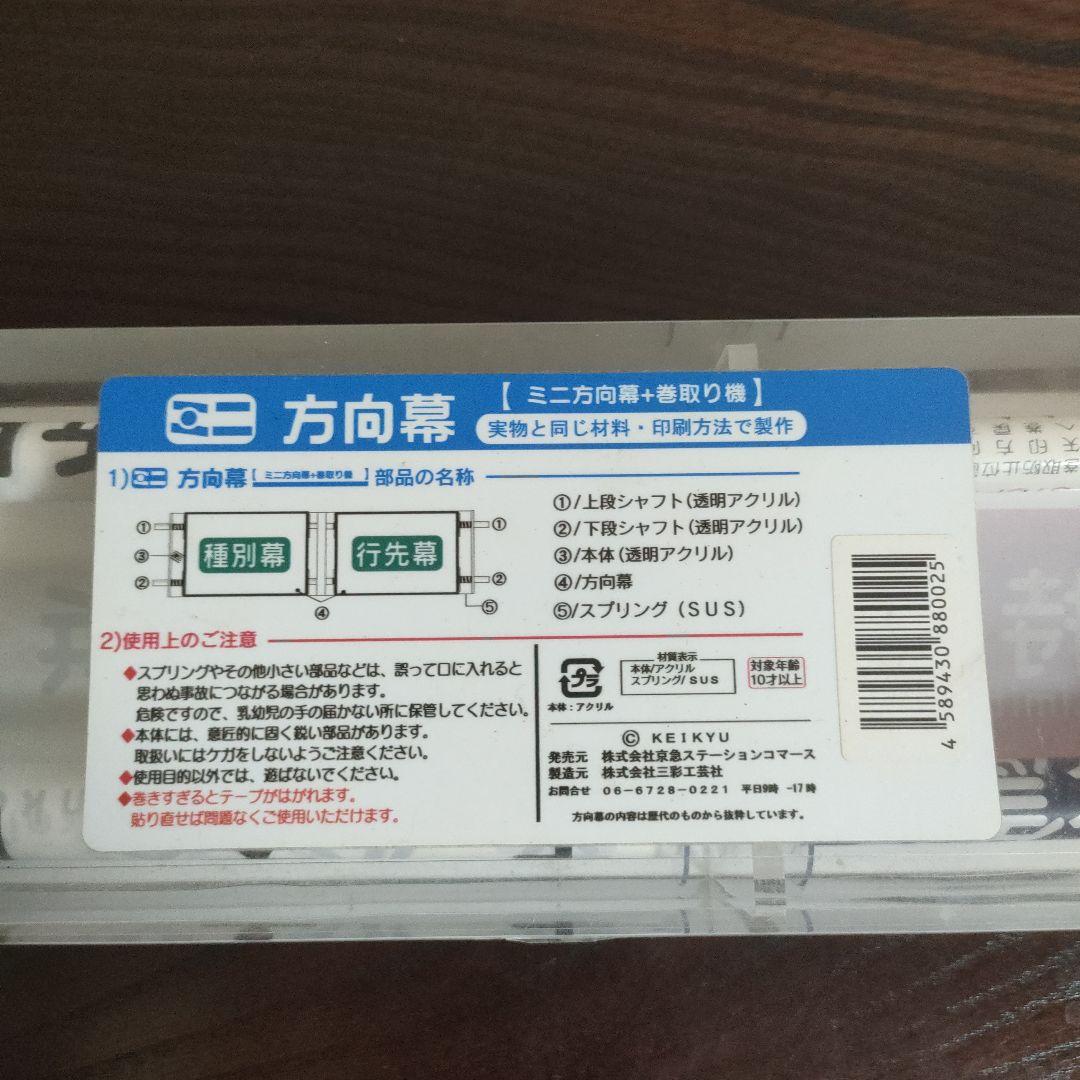 方向幕
【 ミニ方向幕+巻取り機 】
実物と同じ材料・印刷方法で製作
1) 方向幕【 ミニ方向幕+巻取り機 】部品の名称
① ①
③ 種別幕 行先幕
② ②
④ ⑤
①/上段シャフト(透明アクリル)
②/下段シャフト(透明アクリル)
③/本体(透明アクリル)
④/方向幕
⑤/スプリング(SUS)
2)使用上のご注意
◆スプリングやその他小さい部品などは、誤って口に入れると
思わぬ事故につながる場合があります。
危険ですので、乳幼児の手の届かない所に保管してください。
◆本体には、意匠的に固く鋭い部品があります。
取扱いにはケガをしないようご注意ください。
◆使用目的以外では、遊ばないでください。
◆巻きすぎるとテープがはがれます。
貼り直せば問題なくご使用いただけます。
プラ
本体:アクリル
材質表示
本体/アクリル
スプリング/SUS
対象年齢
10才以上
© KEIKYU
発売元 株式会社京急ステーションコマース
製造元 株式会社三彩工芸社
お問合せ 06-6728-0221 平日9時-17時
方向幕の内容は歴代のものから抜粋しています。
4 589430 880025